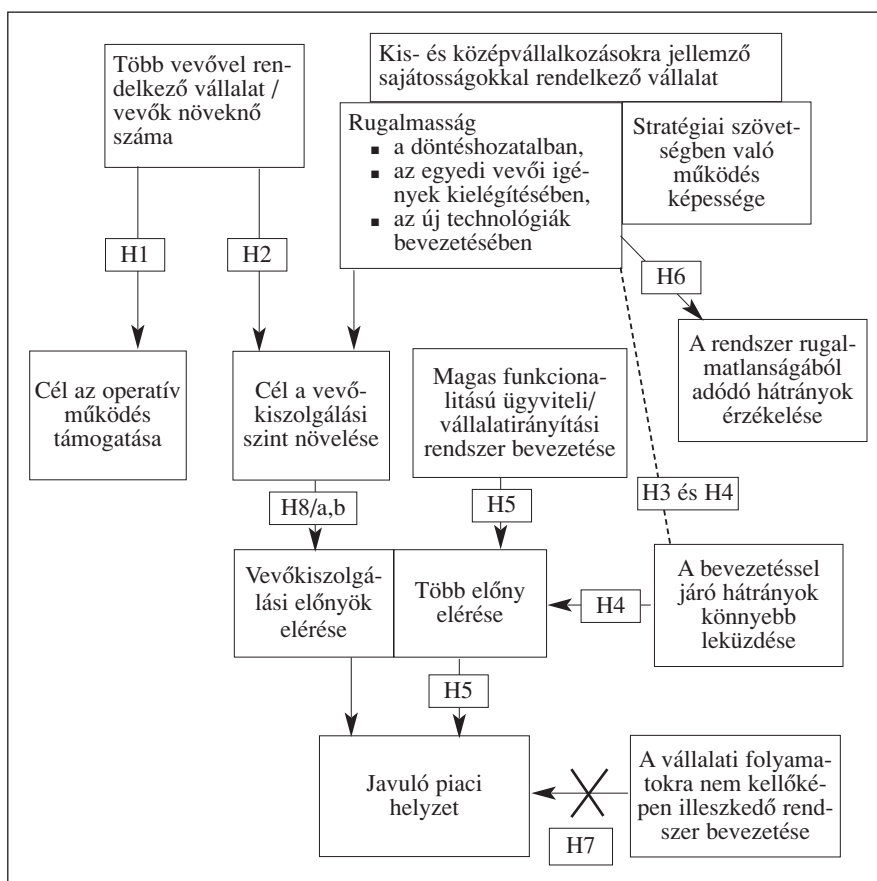 Több vevővel ren-
delkező vállalat /
vevők növeknő
száma
Kis- és középvállalkozásokra jellemző
sajátosságokkal rendelkező vállalat
Rugalmasság
▪ a döntéshozatalban,
▪ az egyedi vevői igé-
nyek kielégítésében,
▪ az új technológiák
bevezetésében
Stratégiai szövet-
ségben való
működés
képessége
H1
H2
H6
Cél az operatív
működés
támogatása
Cél a vevő-
kiszolgálási
szint növelése
Magas funkciona-
litású ügyviteli/
vállalatirányítási
rendszer bevezetése
A rendszer rugal-
matlanságából
adódó hátrányok
érzékelése
H8/a,b
H5
H3 és H4
Vevőkiszolgá-
lási előnyök
elérése
Több előny
elérése
H4
A bevezetéssel
járó hátrányok
könnyebb
leküzdése
H5
Javuló piaci
helyzet
H7
A vállalati folyama-
tokra nem kellőké-
pen illeszkedő rend-
szer bevezetése